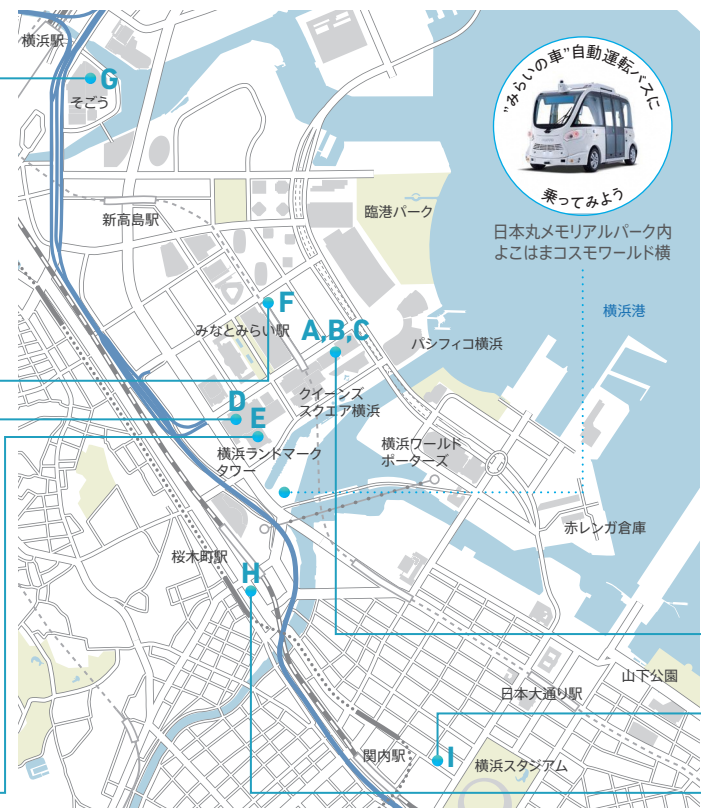 横浜駅
G
そごう
"みらいの車"自動運転バスに
乗ってみよう
新高島駅
臨港パーク
日本丸メモリアルパーク内
よこはまコスモワールド横
F
横浜港
みなとみらい駅
A,B,C
パシフィコ横浜
クイーンズ
スクエア横浜
D
E
横浜ランドマーク
タワー
横浜ワールド
ポーターズ
赤レンガ倉庫
桜木町駅
H
山下公園
日本大通り駅
関内駅
I
横浜スタジアム